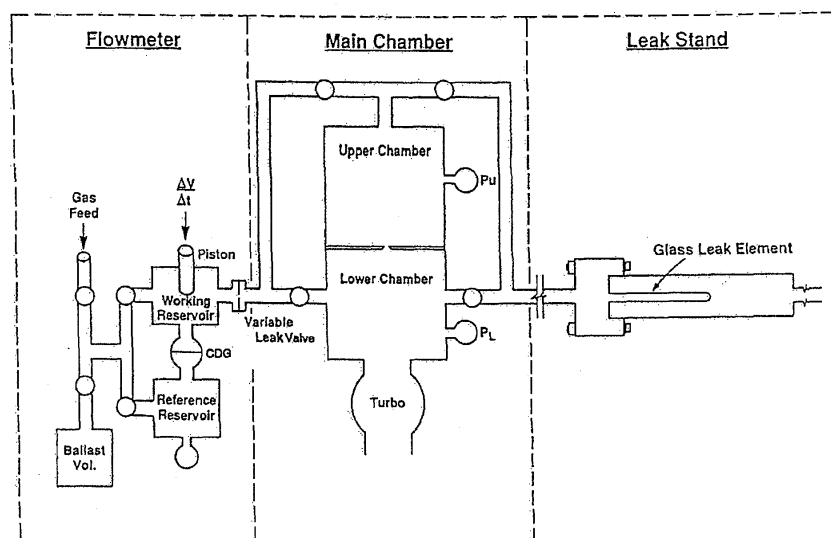 Flowmeter
Main Chamber
Leak Stand
Upper Chamber
Pu
ΔV
Δt
Gas
Feed
Piston
Glass Leak Element
Lower Chamber
Working
Reservoir
Variable
Leak Valve
PL
CDG
Reference
Reservoir
Turbo
Ballast
Vol.